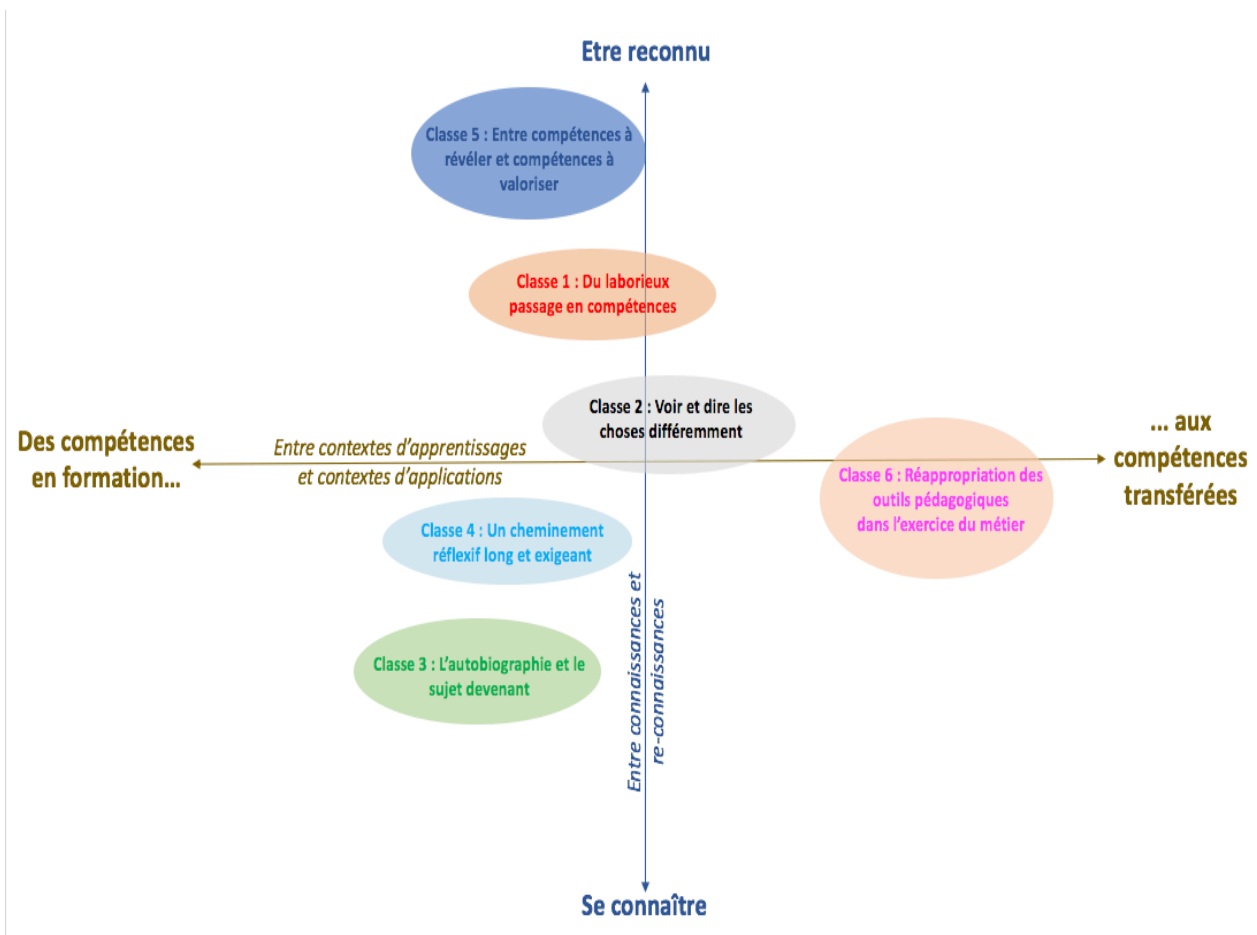 Etre reconnu
Classe 5 : Entre compétences à
révéler et compétences à
valoriser
Classe 1 : Du laborieux
passage en compétences
Classe 2 : Voir et dire les
choses différemment
Des compétences
en formation...
Entre contextes d'apprentissages
et contextes d'applications
... aux
compétences
transférées
Classe 6 : Réappropriation des
outils pédagogiques
dans l'exercice du métier
Classe 4 : Un cheminement
réflexif long et exigeant
Entre connaissances et
re-connaissances
Classe 3 : L'autobiographie et le
sujet devenant
Se connaître